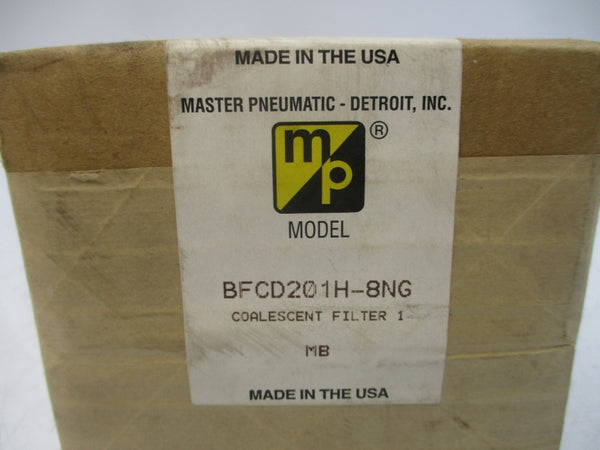 MADE IN THE USA
MASTER PNEUMATIC - DETROIT, INC.
mp®
MODEL
BFCD201H-8NG
COALESCENT FILTER 1
MB
MADE IN THE USA